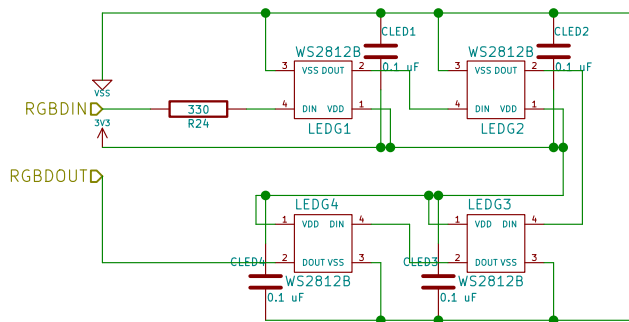 CLED1
CLED2
WS2812B
WS2812B
0.1 uF
0.1 uF
3 VSS DOUT 2
3 VSS DOUT 2
VSS
RGBDIN
330
4 DIN VDD 1
4 DIN VDD 1
R24
3V3
LEDG1
LEDG2
RGBDOUT
LEDG4
LEDG3
1 VDD DIN 4
1 VDD DIN 4
2 DOUT VSS 3
2 DOUT VSS 3
CLED4
CLED3
WS2812B
WS2812B
0.1 uF
0.1 uF